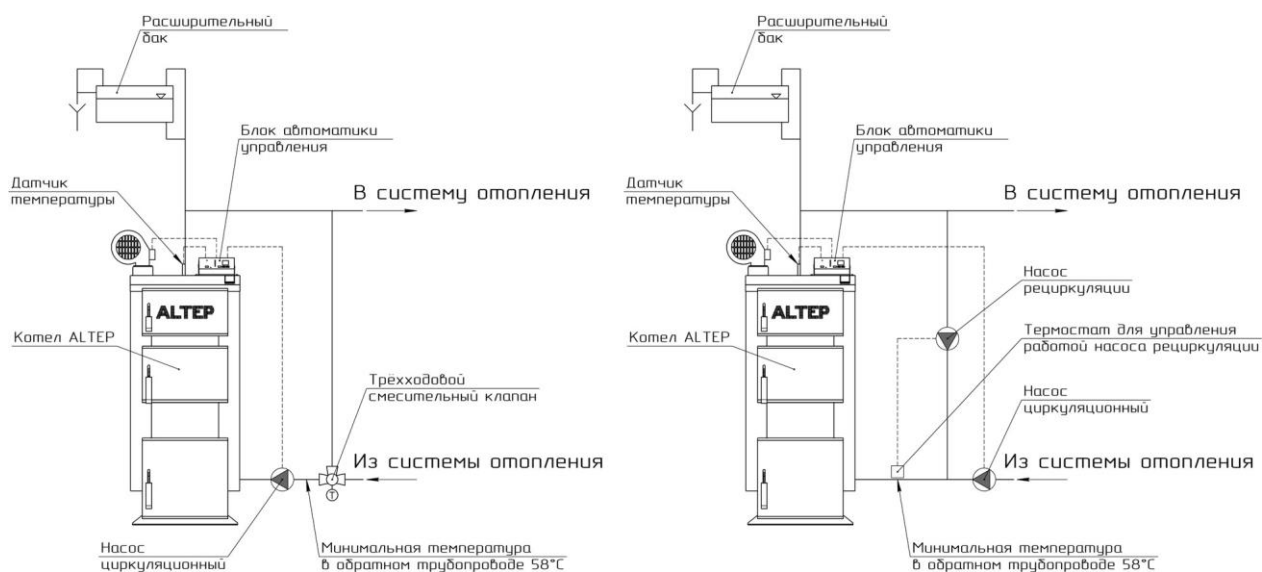 Расширительный
бак
Блок автоматики
управления
Датчик
температуры
В систему отопления
ALTEP
Котел ALTEP
Трёхходовой
смесительный клапан
Из системы отопления
T
Насос
циркуляционный
Минимальная температура
в обратном трубопроводе 58°C
Расширительный
бак
Блок автоматики
управления
Датчик
температуры
В систему отопления
Насос
рециркуляции
ALTEP
Термостат для управления
работой насоса рециркуляции
Котел ALTEP
Насос
циркуляционный
Из системы отопления
Минимальная температура
в обратном трубопроводе 58°C